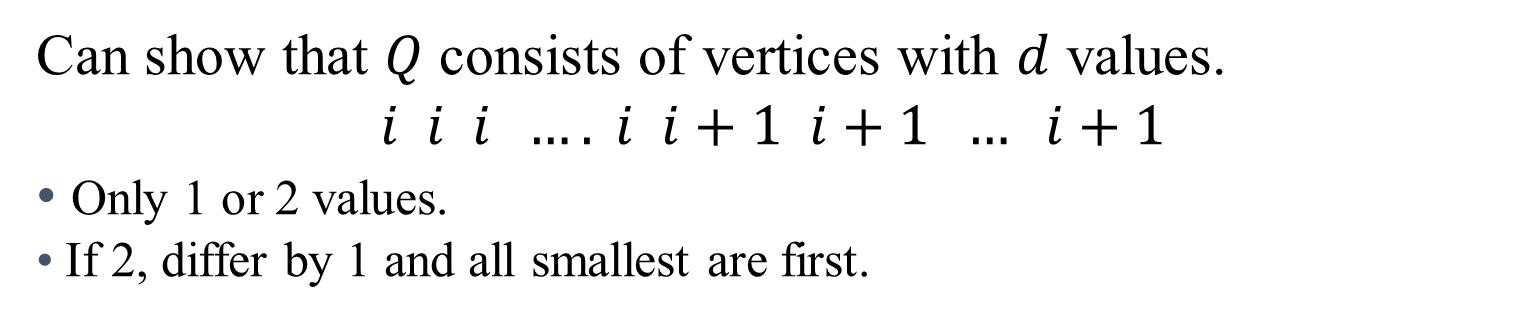 Can show that Q consists of vertices with d values.
i i i …. i i + 1 i + 1 … i + 1
• Only 1 or 2 values.
• If 2, differ by 1 and all smallest are first.